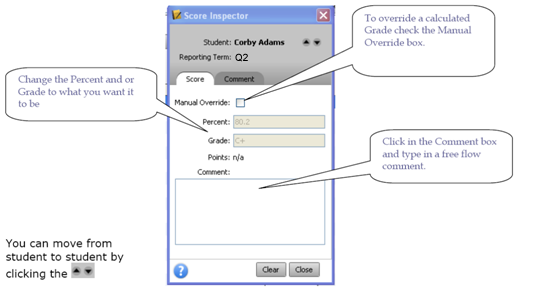 Score Inspector
Student: Corby Adams
Reporting Term: Q2
Score Comment
Manual Override:
Percent: 80.2
Grade: C+
Points: n/a
Comment:
Clear Close
To override a calculated
Grade check the Manual
Override box.
Change the Percent and or
Grade to what you want it
to be
Click in the Comment box
and type in a free flow
comment.
You can move from
student to student by
clicking the